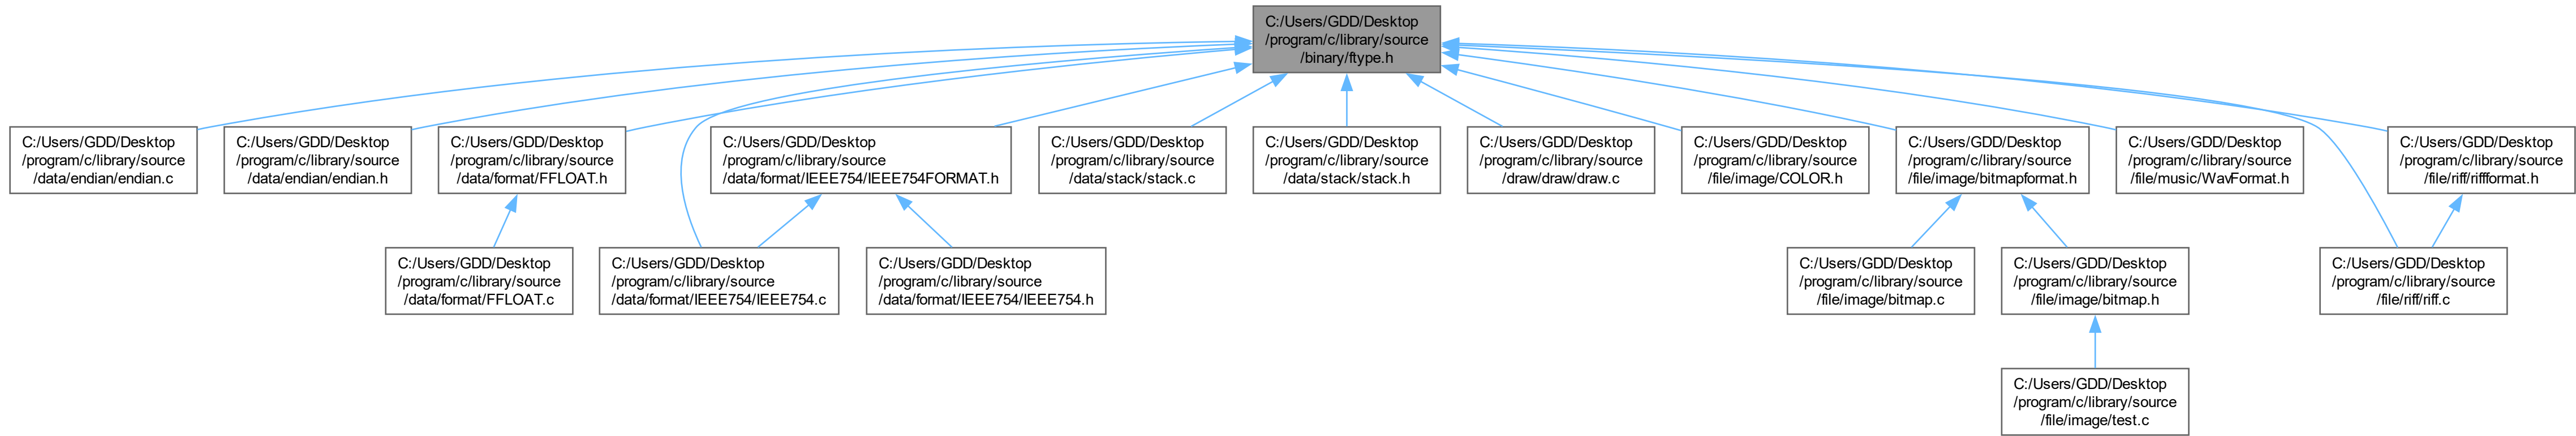 C:/Users/GDD/Desktop
/program/c/library/source
/binary/ftype.h
C:/Users/GDD/Desktop
/program/c/library/source
/data/endian/endian.c
C:/Users/GDD/Desktop
/program/c/library/source
/data/endian/endian.h
C:/Users/GDD/Desktop
/program/c/library/source
/data/format/FFLOAT.h
C:/Users/GDD/Desktop
/program/c/library/source
/data/format/IEEE754/IEEE754FORMAT.h
C:/Users/GDD/Desktop
/program/c/library/source
/data/stack/stack.c
C:/Users/GDD/Desktop
/program/c/library/source
/data/stack/stack.h
C:/Users/GDD/Desktop
/program/c/library/source
/draw/draw/draw.c
C:/Users/GDD/Desktop
/program/c/library/source
/file/image/COLOR.h
C:/Users/GDD/Desktop
/program/c/library/source
/file/image/bitmapformat.h
C:/Users/GDD/Desktop
/program/c/library/source
/file/music/WavFormat.h
C:/Users/GDD/Desktop
/program/c/library/source
/file/riff/riffformat.h
C:/Users/GDD/Desktop
/program/c/library/source
/data/format/FFLOAT.c
C:/Users/GDD/Desktop
/program/c/library/source
/data/format/IEEE754/IEEE754.c
C:/Users/GDD/Desktop
/program/c/library/source
/data/format/IEEE754/IEEE754.h
C:/Users/GDD/Desktop
/program/c/library/source
/file/image/bitmap.c
C:/Users/GDD/Desktop
/program/c/library/source
/file/image/bitmap.h
C:/Users/GDD/Desktop
/program/c/library/source
/file/riff/riff.c
C:/Users/GDD/Desktop
/program/c/library/source
/file/image/test.c